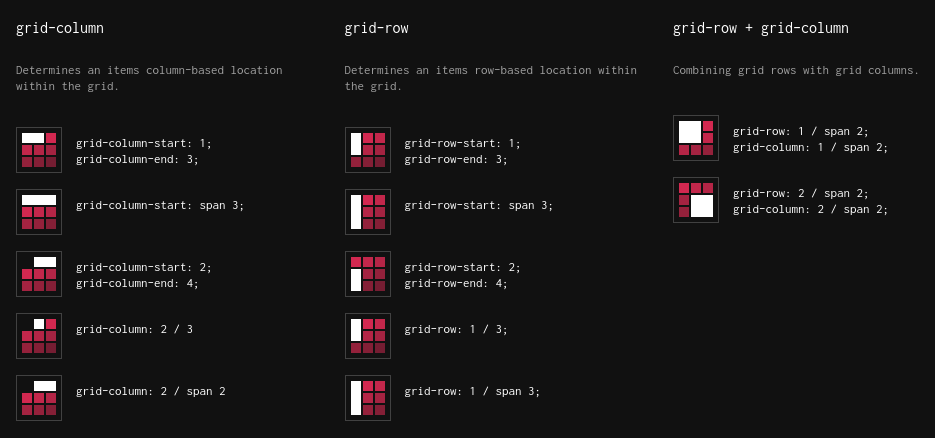 grid-column
Determines an items column-based location
within the grid.
grid-column-start: 1;
grid-column-end: 3;
grid-column-start: span 3;
grid-column-start: 2;
grid-column-end: 4;
grid-column: 2 / 3
grid-column: 2 / span 2
grid-row
Determines an items row-based location within
the grid.
grid-row-start: 1;
grid-row-end: 3;
grid-row-start: span 3;
grid-row-start: 2;
grid-row-end: 4;
grid-row: 1 / 3;
grid-row: 1 / span 3;
grid-row + grid-column
Combining grid rows with grid columns.
grid-row: 1 / span 2;
grid-column: 1 / span 2;
grid-row: 2 / span 2;
grid-column: 2 / span 2;